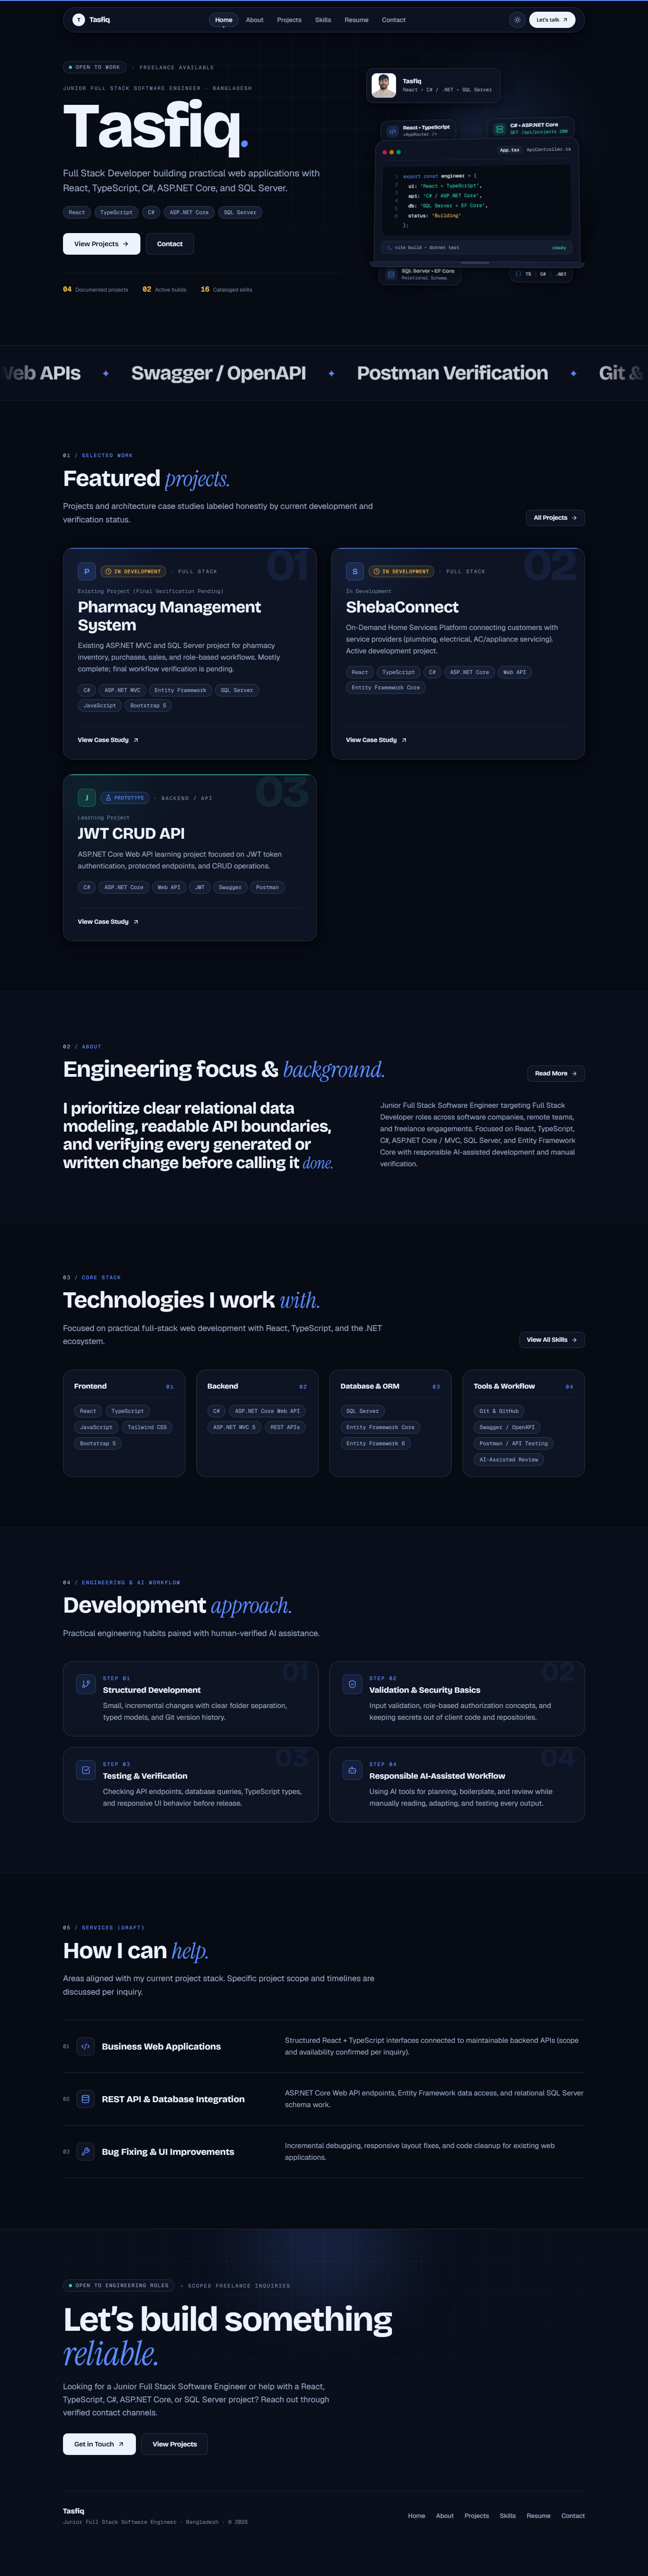 T Tasfiq Home About Projects Skills Resume Contact Let's talk
OPEN TO WORK · FREELANCE AVAILABLE
JUNIOR FULL STACK SOFTWARE ENGINEER · BANGLADESH
Tasfiq.
Full Stack Developer building practical web applications with
React, TypeScript, C#, ASP.NET Core, and SQL Server.
React TypeScript C# ASP.NET Core SQL Server
View Projects → Contact
04 Documented projects 02 Active builds 16 Cataloged skills
Tasfiq
React • C# / .NET • SQL Server
React • TypeScript
<AppRouter />
C# • ASP.NET Core
GET /api/projects 200
App.tsx ApiController.cs
1 export const engineer = {
2 ui: 'React + TypeScript',
3 api: 'C# / ASP.NET Core',
4 db: 'SQL Server + EF Core',
5 status: 'Building'
6 };
vite build — dotnet test ready
SQL Server • EF Core
Relational Schema
TS | C# | .NET
Web APIs ✦ Swagger / OpenAPI ✦ Postman Verification ✦ Git &
01 / SELECTED WORK
Featured projects.
Projects and architecture case studies labeled honestly by current development and
verification status.
All Projects →
P IN DEVELOPMENT · FULL STACK 01
Existing Project (Final Verification Pending)
Pharmacy Management
System
Existing ASP.NET MVC and SQL Server project for pharmacy
inventory, purchases, sales, and role-based workflows. Mostly
complete; final workflow verification is pending.
C# ASP.NET MVC Entity Framework SQL Server
JavaScript Bootstrap 5
View Case Study ↗
S IN DEVELOPMENT · FULL STACK 02
In Development
ShebaConnect
On-Demand Home Services Platform connecting customers with
service providers (plumbing, electrical, AC/appliance servicing).
Active development project.
React TypeScript C# ASP.NET Core Web API
Entity Framework Core
View Case Study ↗
J PROTOTYPE · BACKEND / API 03
Learning Project
JWT CRUD API
ASP.NET Core Web API learning project focused on JWT token
authentication, protected endpoints, and CRUD operations.
C# ASP.NET Core Web API JWT Swagger Postman
View Case Study ↗
02 / ABOUT
Engineering focus & background.
Read More →
I prioritize clear relational data
modeling, readable API boundaries,
and verifying every generated or
written change before calling it done.
Junior Full Stack Software Engineer targeting Full Stack
Developer roles across software companies, remote teams,
and freelance engagements. Focused on React, TypeScript,
C#, ASP.NET Core / MVC, SQL Server, and Entity Framework
Core with responsible AI-assisted development and manual
verification.
03 / CORE STACK
Technologies I work with.
Focused on practical full-stack web development with React, TypeScript, and the .NET
ecosystem.
View All Skills →
Frontend 01
React TypeScript
JavaScript Tailwind CSS
Bootstrap 5
Backend 02
C# ASP.NET Core Web API
ASP.NET MVC 5 REST APIs
Database & ORM 03
SQL Server
Entity Framework Core
Entity Framework 6
Tools & Workflow 04
Git & GitHub
Swagger / OpenAPI
Postman / API Testing
AI-Assisted Review
04 / ENGINEERING & AI WORKFLOW
Development approach.
Practical engineering habits paired with human-verified AI assistance.
STEP 01 01
Structured Development
Small, incremental changes with clear folder separation,
typed models, and Git version history.
STEP 02 02
Validation & Security Basics
Input validation, role-based authorization concepts, and
keeping secrets out of client code and repositories.
STEP 03 03
Testing & Verification
Checking API endpoints, database queries, TypeScript types,
and responsive UI behavior before release.
STEP 04 04
Responsible AI-Assisted Workflow
Using AI tools for planning, boilerplate, and review while
manually reading, adapting, and testing every output.
05 / SERVICES (DRAFT)
How I can help.
Areas aligned with my current project stack. Specific project scope and timelines are
discussed per inquiry.
01 Business Web Applications
Structured React + TypeScript interfaces connected to maintainable backend APIs (scope
and availability confirmed per inquiry).
02 REST API & Database Integration
ASP.NET Core Web API endpoints, Entity Framework data access, and relational SQL Server
schema work.
03 Bug Fixing & UI Improvements
Incremental debugging, responsive layout fixes, and code cleanup for existing web
applications.
OPEN TO ENGINEERING ROLES • SCOPED FREELANCE INQUIRIES
Let's build something
reliable.
Looking for a Junior Full Stack Software Engineer or help with a React,
TypeScript, C#, ASP.NET Core, or SQL Server project? Reach out through
verified contact channels.
Get in Touch ↗ View Projects
Tasfiq
Junior Full Stack Software Engineer · Bangladesh · © 2026
Home About Projects Skills Resume Contact